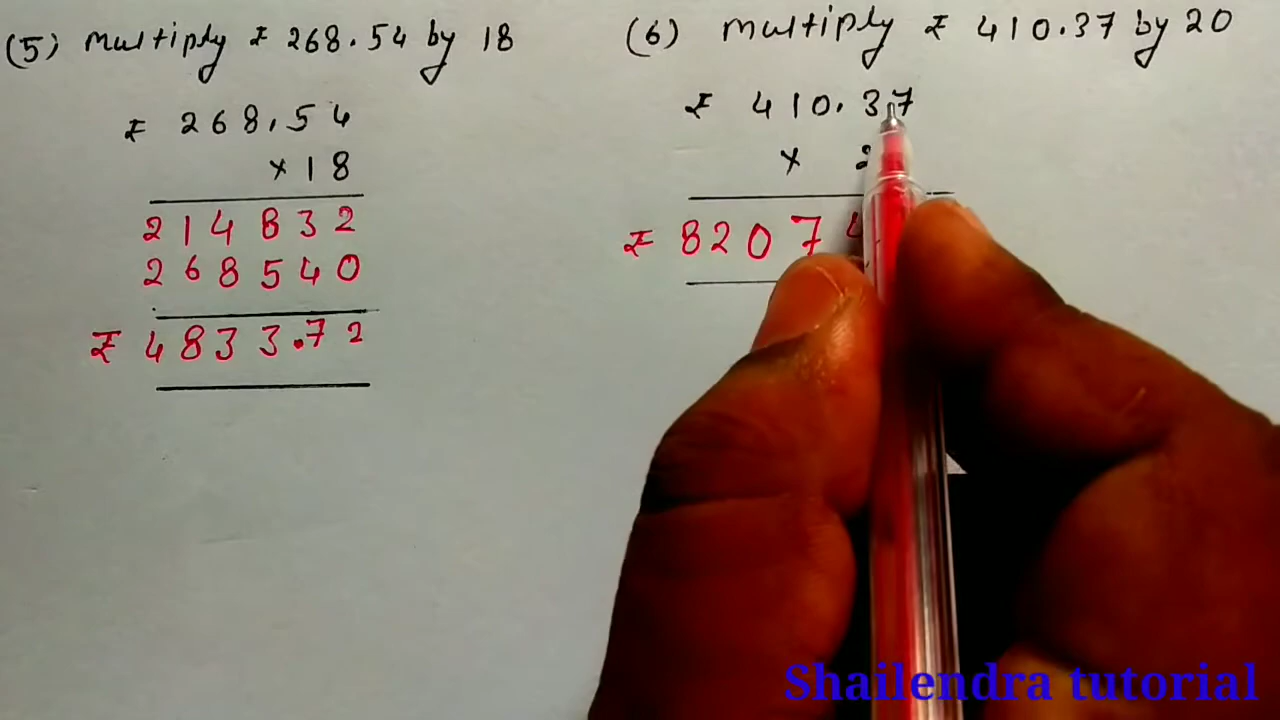 (5) multiply ₹ 268.54 by 18
₹ 268.54
×18
214832
268540
₹ 4833.72
(6) multiply ₹ 410.37 by 20
₹ 410.37
× 2
₹ 8207
Shailendra tutorial